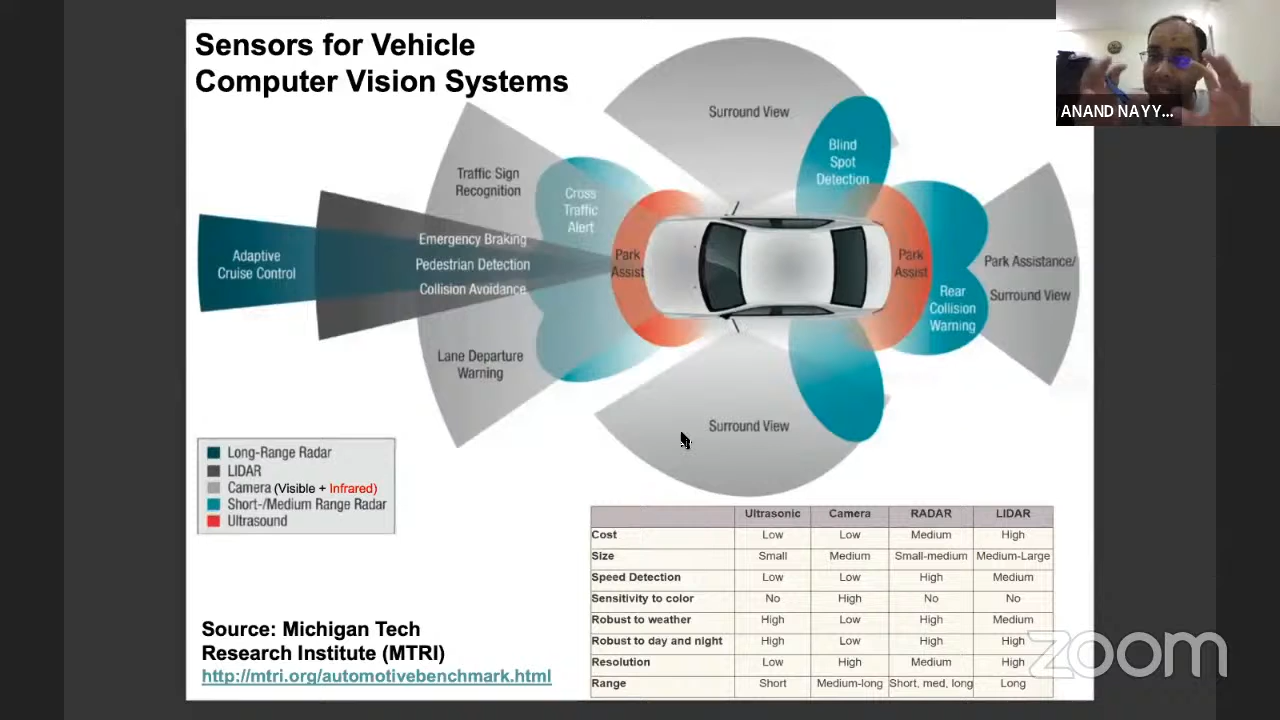 Sensors for Vehicle
Computer Vision Systems
ANAND NAYY...
Surround View
Blind
Spot
Detection
Traffic Sign
Recognition
Cross
Traffic
Alert
Emergency Braking
Adaptive
Cruise Control
Pedestrian Detection
Collision Avoidance
Park
Assist
Park
Assist
Park Assistance/
Surround View
Rear
Collision
Warning
Lane Departure
Warning
Surround View
Long-Range Radar
LIDAR
Camera (Visible + Infrared)
Short-/Medium Range Radar
Ultrasound
Ultrasonic Camera RADAR LIDAR
Cost Low Low Medium High
Size Small Medium Small-medium Medium-Large
Speed Detection Low Low High Medium
Sensitivity to color No High No No
Robust to weather High Low High Medium
Robust to day and night High Low High High
Resolution Low High Medium High
Range Short Medium-long Short, med, long Long
Source: Michigan Tech
Research Institute (MTRI)
http://mtri.org/automotivebenchmark.html
zoom